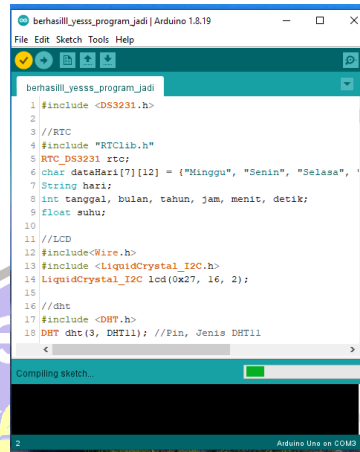 berhasilll_yesss_program_jadi | Arduino 1.8.19
File Edit Sketch Tools Help
berhasilll_yesss_program_jadi
1 #include <DS3231.h>
2
3 //RTC
4 #include "RTClib.h"
5 RTC_DS3231 rtc;
6 char dataHari[7][12] = {"Minggu", "Senin", "Selasa", "
7 String hari;
8 int tanggal, bulan, tahun, jam, menit, detik;
9 float suhu;
10
11 //LCD
12 #include<Wire.h>
13 #include <LiquidCrystal_I2C.h>
14 LiquidCrystal_I2C lcd(0x27, 16, 2);
15
16 //dht
17 #include <DHT.h>
18 DHT dht(3, DHT11); //Pin, Jenis DHT11
Compiling sketch...
2 Arduino Uno on COM3